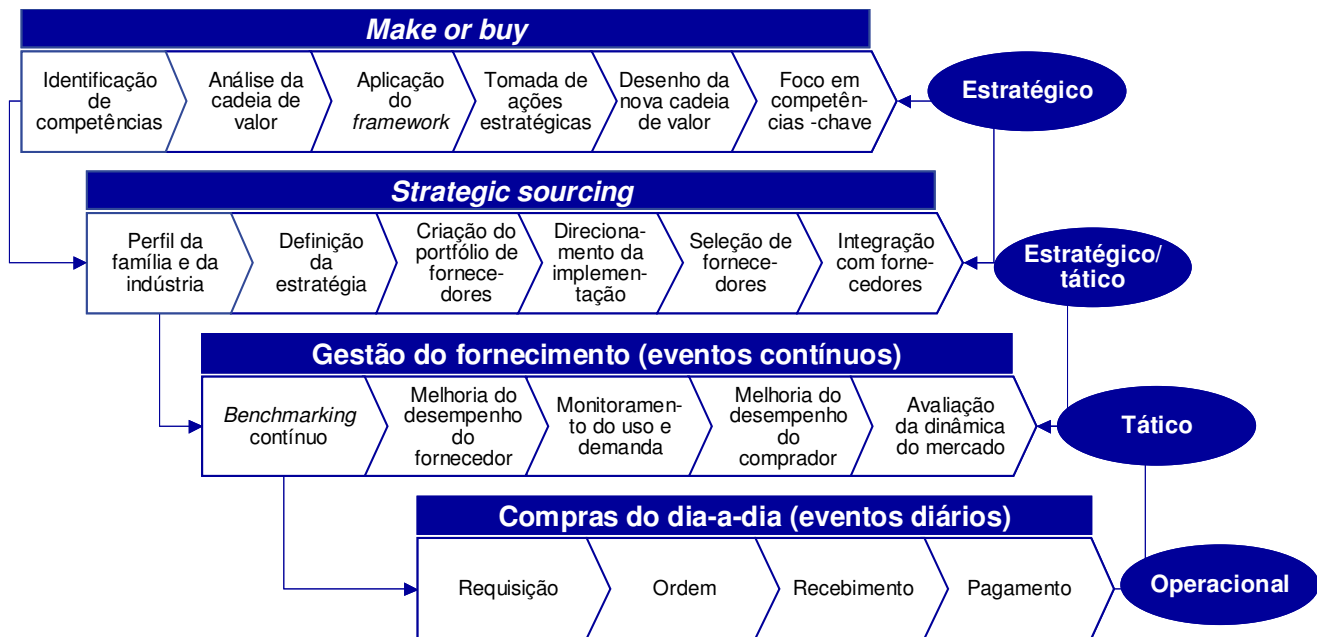 Make or buy
Identificação
de
competências
Análise da
cadeia de
valor
Aplicação
do
framework
Tomada de
ações
estratégicas
Desenho da
nova cadeia
de valor
Foco em
competên-
cias -chave
Estratégico
Strategic sourcing
Perfil da
família e da
indústria
Definição
da
estratégia
Criação do
portfólio de
fornece-
dores
Direciona-
mento da
implemen-
tação
Seleção de
fornece-
dores
Integração
com forne-
cedores
Estratégico/
tático
Gestão do fornecimento (eventos contínuos)
Benchmarking
contínuo
Melhoria do
desempenho
do
fornecedor
Monitoramen-
to do uso e
demanda
Melhoria do
desempenho
do
comprador
Avaliação
da dinâmica
do mercado
Tático
Compras do dia-a-dia (eventos diários)
Requisição
Ordem
Recebimento
Pagamento
Operacional